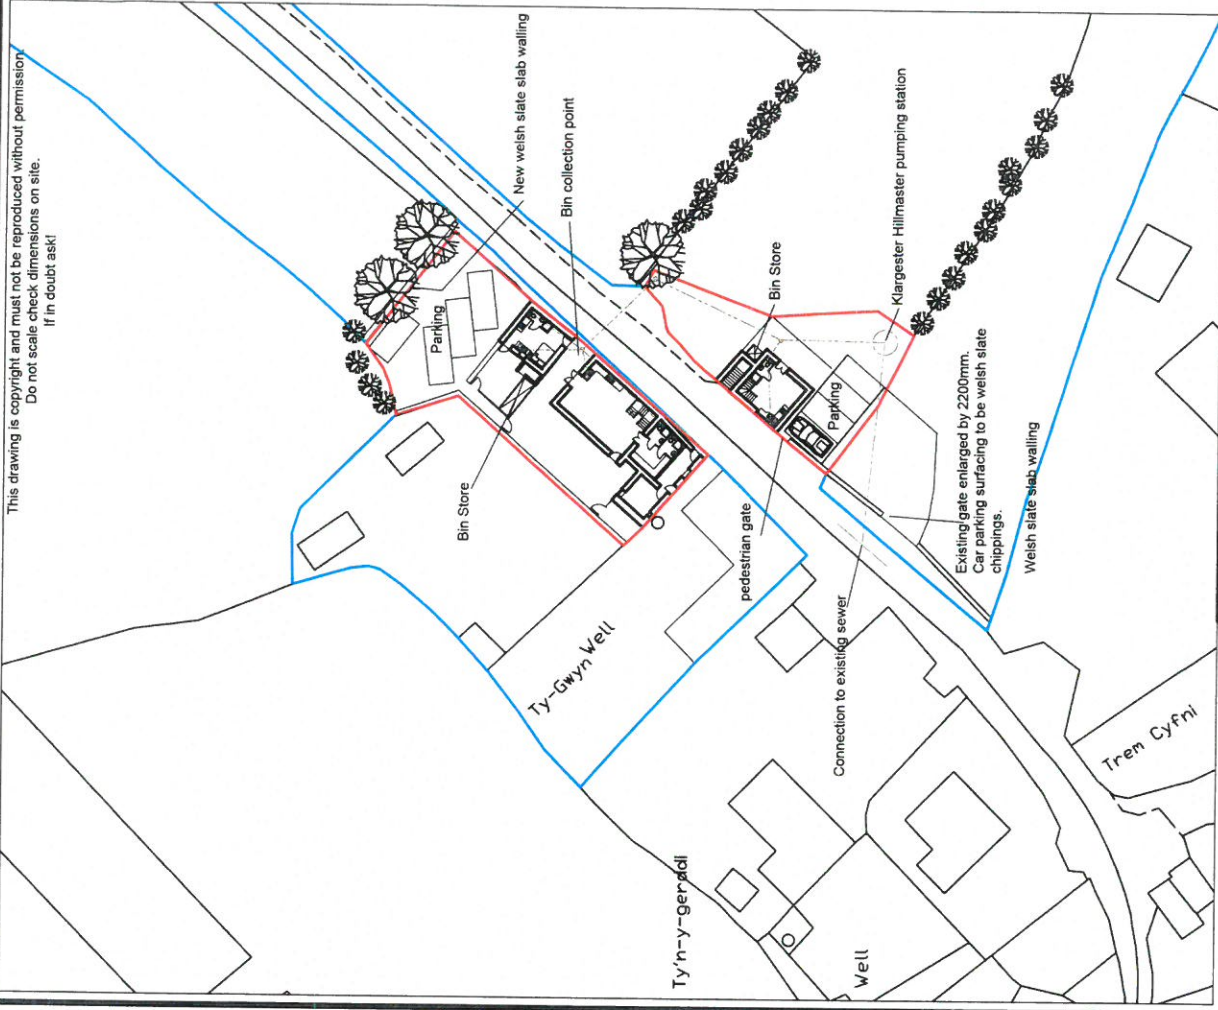 This drawing is copyright and must not be reproduced without permission.
Do not scale check dimensions on site.
If in doubt ask!
New welsh slate slab walling
Bin collection point
Parking
Bin Store
Bin Store
Klargester Hillmaster pumping station
Parking
pedestrian gate
Existing gate enlarged by 2200mm.
Car parking surfacing to be welsh slate
chippings.
Welsh slate slab walling
Connection to existing sewer
Ty-Gwyn Well
Ty'n-y-gerddi
Well
Trem Cyfni